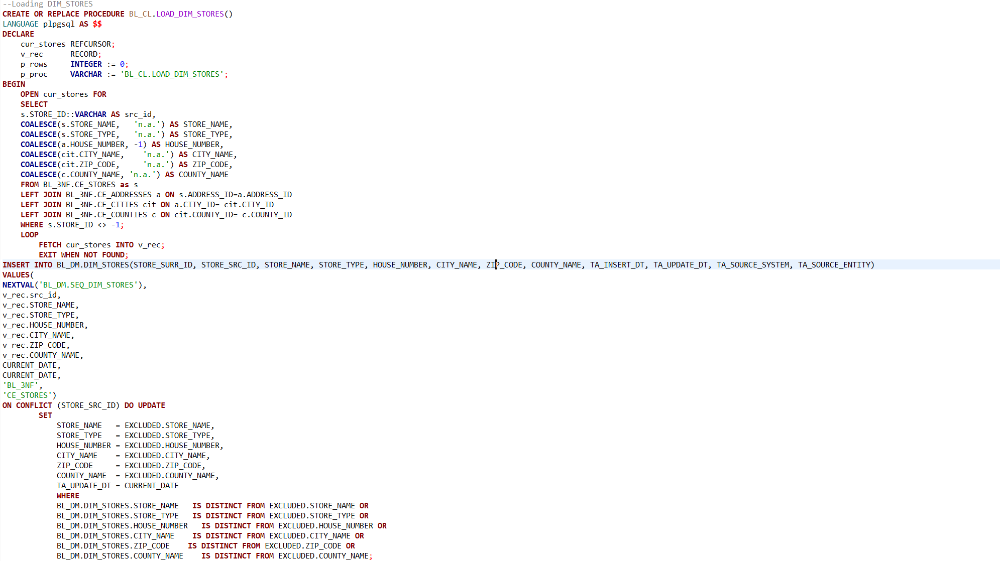 --Loading DIM_STORES
CREATE OR REPLACE PROCEDURE BL_CL.LOAD_DIM_STORES()
LANGUAGE plpgsql AS $$
DECLARE
    cur_stores REFCURSOR;
    v_rec      RECORD;
    p_rows     INTEGER := 0;
    p_proc     VARCHAR := 'BL_CL.LOAD_DIM_STORES';
BEGIN
    OPEN cur_stores FOR
    SELECT
    s.STORE_ID::VARCHAR AS src_id,
    COALESCE(s.STORE_NAME,   'n.a.') AS STORE_NAME,
    COALESCE(s.STORE_TYPE,   'n.a.') AS STORE_TYPE,
    COALESCE(a.HOUSE_NUMBER, -1) AS HOUSE_NUMBER,
    COALESCE(cit.CITY_NAME,    'n.a.') AS CITY_NAME,
    COALESCE(cit.ZIP_CODE,     'n.a.') AS ZIP_CODE,
    COALESCE(c.COUNTY_NAME, 'n.a.') AS COUNTY_NAME
    FROM BL_3NF.CE_STORES as s
    LEFT JOIN BL_3NF.CE_ADDRESSES a ON s.ADDRESS_ID=a.ADDRESS_ID
    LEFT JOIN BL_3NF.CE_CITIES cit ON a.CITY_ID= cit.CITY_ID
    LEFT JOIN BL_3NF.CE_COUNTIES c ON cit.COUNTY_ID= c.COUNTY_ID
    WHERE s.STORE_ID <> -1;
    LOOP
        FETCH cur_stores INTO v_rec;
        EXIT WHEN NOT FOUND;
INSERT INTO BL_DM.DIM_STORES(STORE_SURR_ID, STORE_SRC_ID, STORE_NAME, STORE_TYPE, HOUSE_NUMBER, CITY_NAME, ZIP_CODE, COUNTY_NAME, TA_INSERT_DT, TA_UPDATE_DT, TA_SOURCE_SYSTEM, TA_SOURCE_ENTITY)
VALUES(
NEXTVAL('BL_DM.SEQ_DIM_STORES'),
v_rec.src_id,
v_rec.STORE_NAME,
v_rec.STORE_TYPE,
v_rec.HOUSE_NUMBER,
v_rec.CITY_NAME,
v_rec.ZIP_CODE,
v_rec.COUNTY_NAME,
CURRENT_DATE,
CURRENT_DATE,
'BL_3NF',
'CE_STORES')
ON CONFLICT (STORE_SRC_ID) DO UPDATE
        SET
            STORE_NAME   = EXCLUDED.STORE_NAME,
            STORE_TYPE   = EXCLUDED.STORE_TYPE,
            HOUSE_NUMBER = EXCLUDED.HOUSE_NUMBER,
            CITY_NAME    = EXCLUDED.CITY_NAME,
            ZIP_CODE     = EXCLUDED.ZIP_CODE,
            COUNTY_NAME  = EXCLUDED.COUNTY_NAME,
            TA_UPDATE_DT = CURRENT_DATE
            WHERE
            BL_DM.DIM_STORES.STORE_NAME   IS DISTINCT FROM EXCLUDED.STORE_NAME OR
            BL_DM.DIM_STORES.STORE_TYPE   IS DISTINCT FROM EXCLUDED.STORE_TYPE OR
            BL_DM.DIM_STORES.HOUSE_NUMBER   IS DISTINCT FROM EXCLUDED.HOUSE_NUMBER OR
            BL_DM.DIM_STORES.CITY_NAME    IS DISTINCT FROM EXCLUDED.CITY_NAME OR
            BL_DM.DIM_STORES.ZIP_CODE    IS DISTINCT FROM EXCLUDED.ZIP_CODE OR
            BL_DM.DIM_STORES.COUNTY_NAME    IS DISTINCT FROM EXCLUDED.COUNTY_NAME;